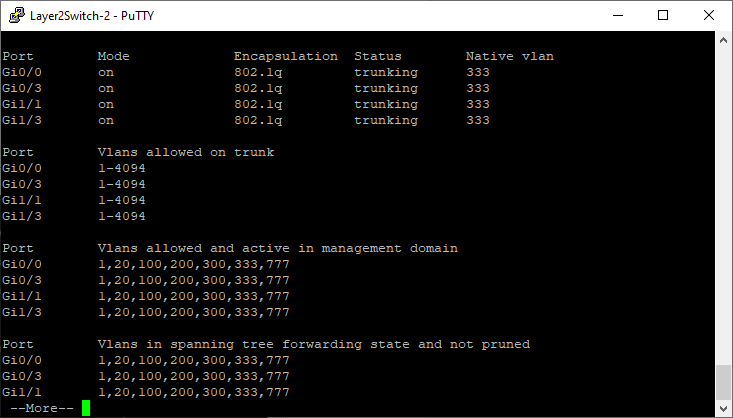 Layer2Switch-2 - PuTTY
Port Mode Encapsulation Status Native vlan
Gi0/0 on 802.1q trunking 333
Gi0/3 on 802.1q trunking 333
Gi1/1 on 802.1q trunking 333
Gi1/3 on 802.1q trunking 333
Port Vlans allowed on trunk
Gi0/0 1-4094
Gi0/3 1-4094
Gi1/1 1-4094
Gi1/3 1-4094
Port Vlans allowed and active in management domain
Gi0/0 1,20,100,200,300,333,777
Gi0/3 1,20,100,200,300,333,777
Gi1/1 1,20,100,200,300,333,777
Gi1/3 1,20,100,200,300,333,777
Port Vlans in spanning tree forwarding state and not pruned
Gi0/0 1,20,100,200,300,333,777
Gi0/3 1,20,100,200,300,333,777
Gi1/1 1,20,100,200,300,333,777
--More--